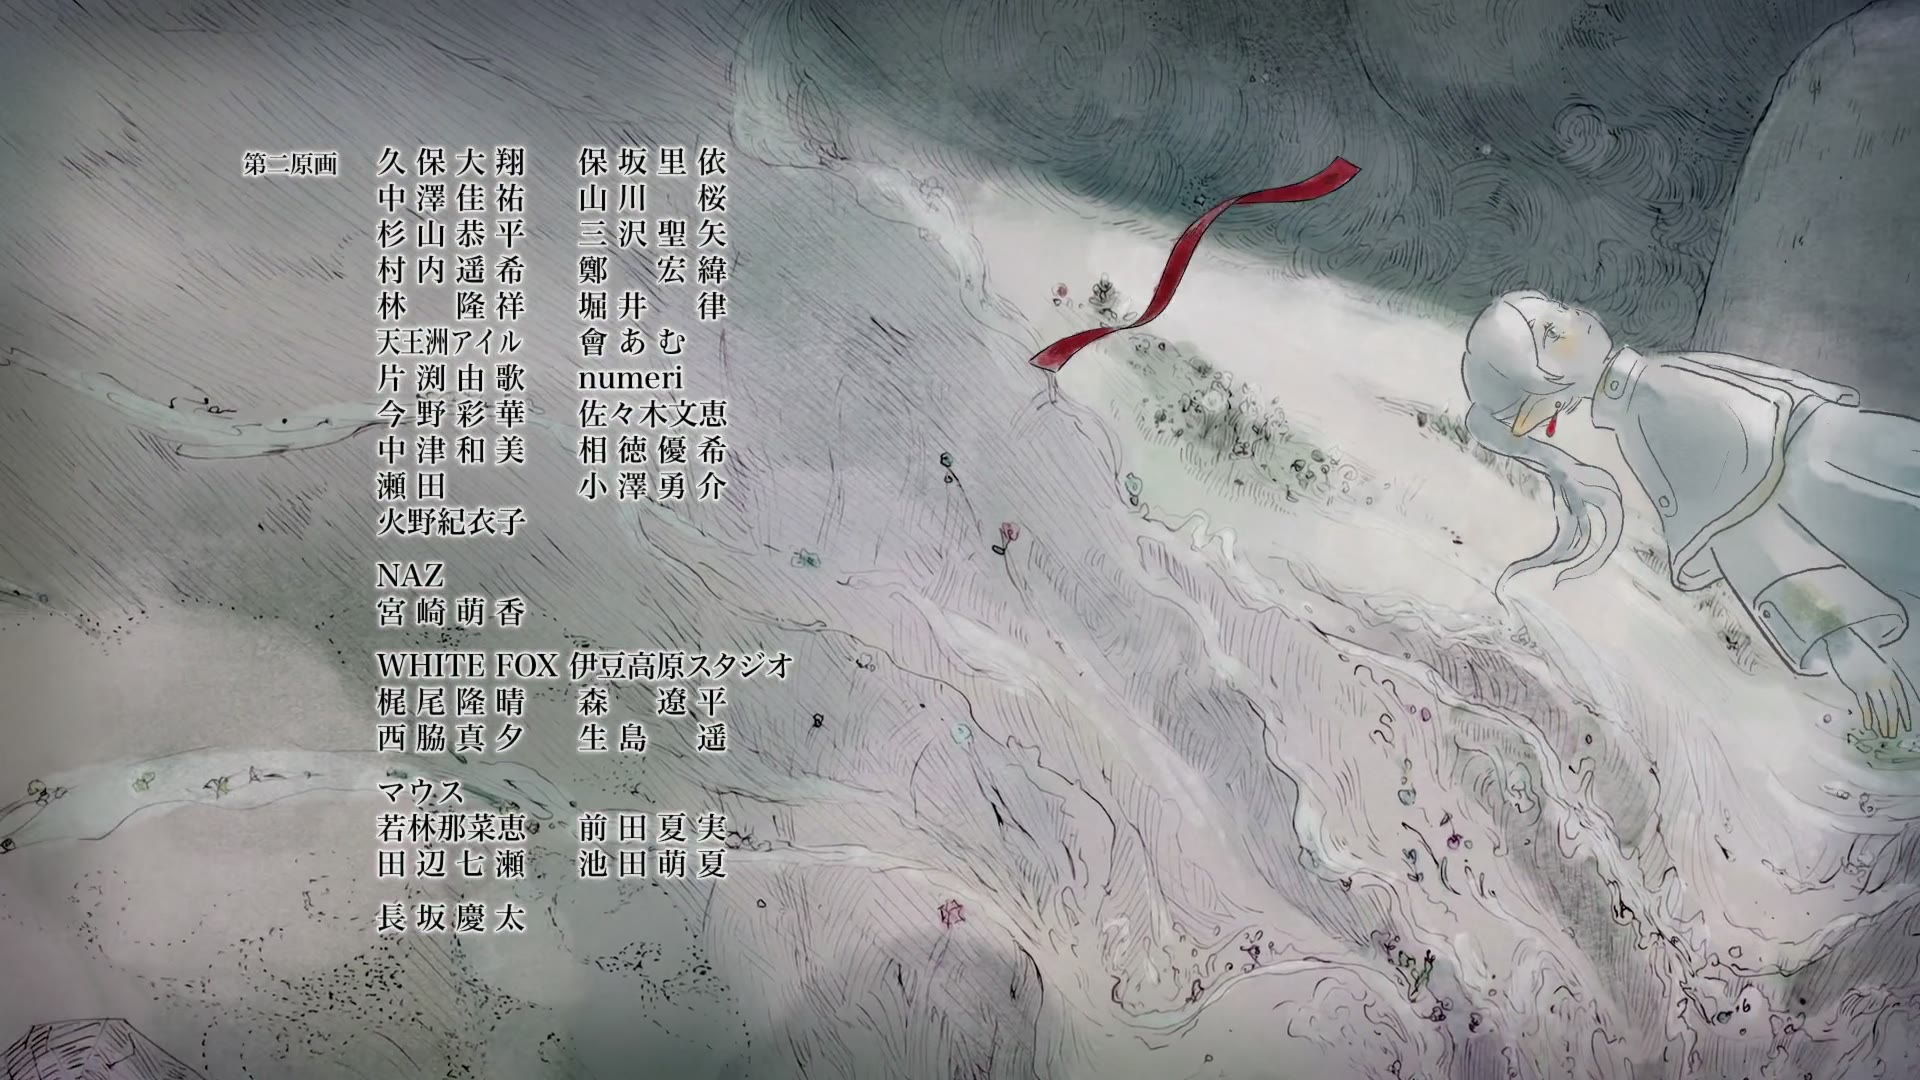 第二原画 久保大翔 保坂里依
中澤佳祐 山川 桜
杉山恭平 三沢聖矢
村内遥希 鄭 宏緯
林 隆祥 堀井 律
天王洲アイル 會あむ
片渕由歌 numeri
今野彩華 佐々木文恵
中津和美 相徳優希
瀬田 小澤勇介
火野紀衣子
NAZ
宮崎萌香
WHITE FOX 伊豆高原スタジオ
梶尾隆晴 森 遼平
西脇真夕 生島 遥
マウス
若林那菜恵 前田夏実
田辺七瀬 池田萌夏
長坂慶太